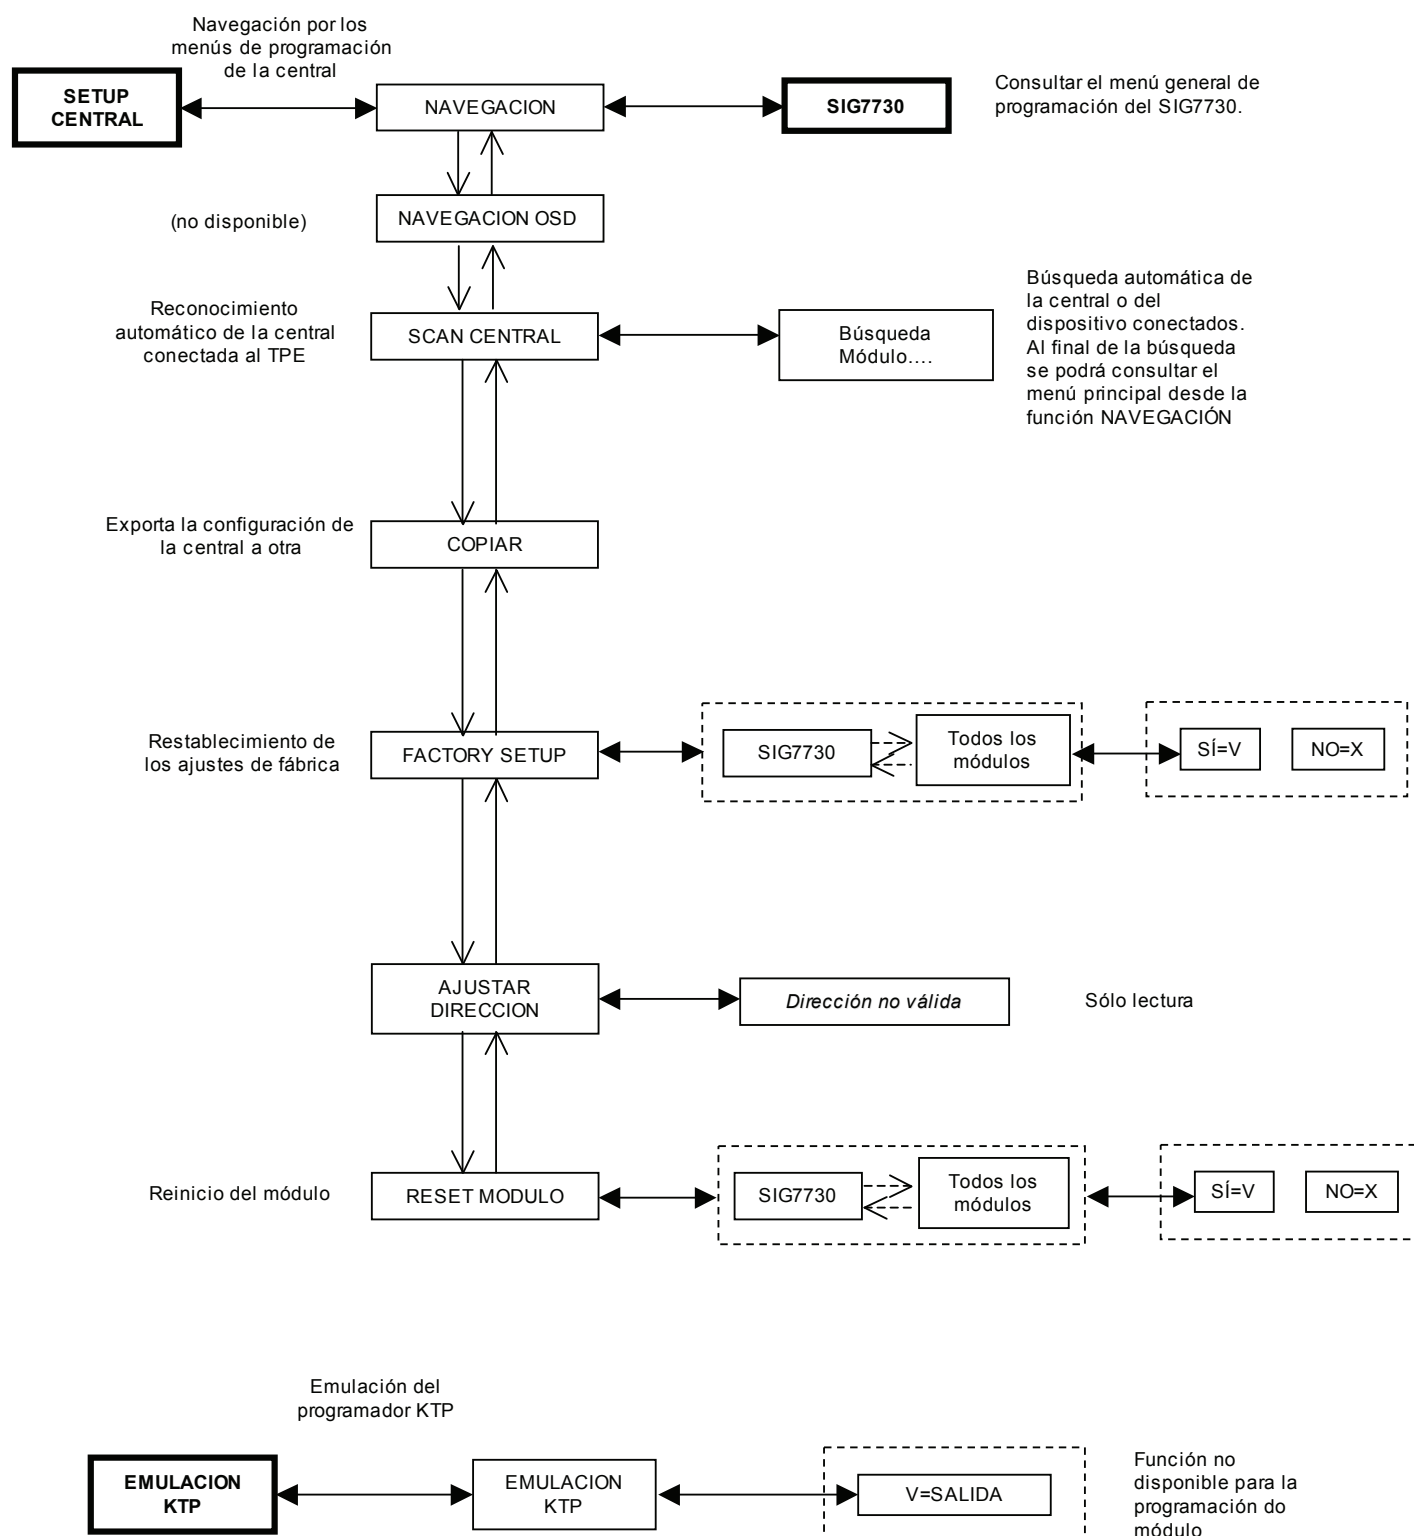 Navegación por los
menús de programación
de la central
SETUP
CENTRAL
NAVEGACION
SIG7730
Consultar el menú general de
programación del SIG7730.
(no disponible)
NAVEGACION OSD
Reconocimiento
automático de la central
conectada al TPE
SCAN CENTRAL
Búsqueda
Módulo....
Búsqueda automática de
la central o del
dispositivo conectados.
Al final de la búsqueda
se podrá consultar el
menú principal desde la
función NAVEGACIÓN
Exporta la configuración de
la central a otra
COPIAR
Restablecimiento de
los ajustes de fábrica
FACTORY SETUP
SIG7730
Todos los
módulos
SÍ=V
NO=X
AJUSTAR
DIRECCION
Dirección no válida
Sólo lectura
Reinicio del módulo
RESET MODULO
SIG7730
Todos los
módulos
SÍ=V
NO=X
Emulación del
programador KTP
EMULACION
KTP
EMULACION
KTP
V=SALIDA
Función no
disponible para la
programación do
módulo